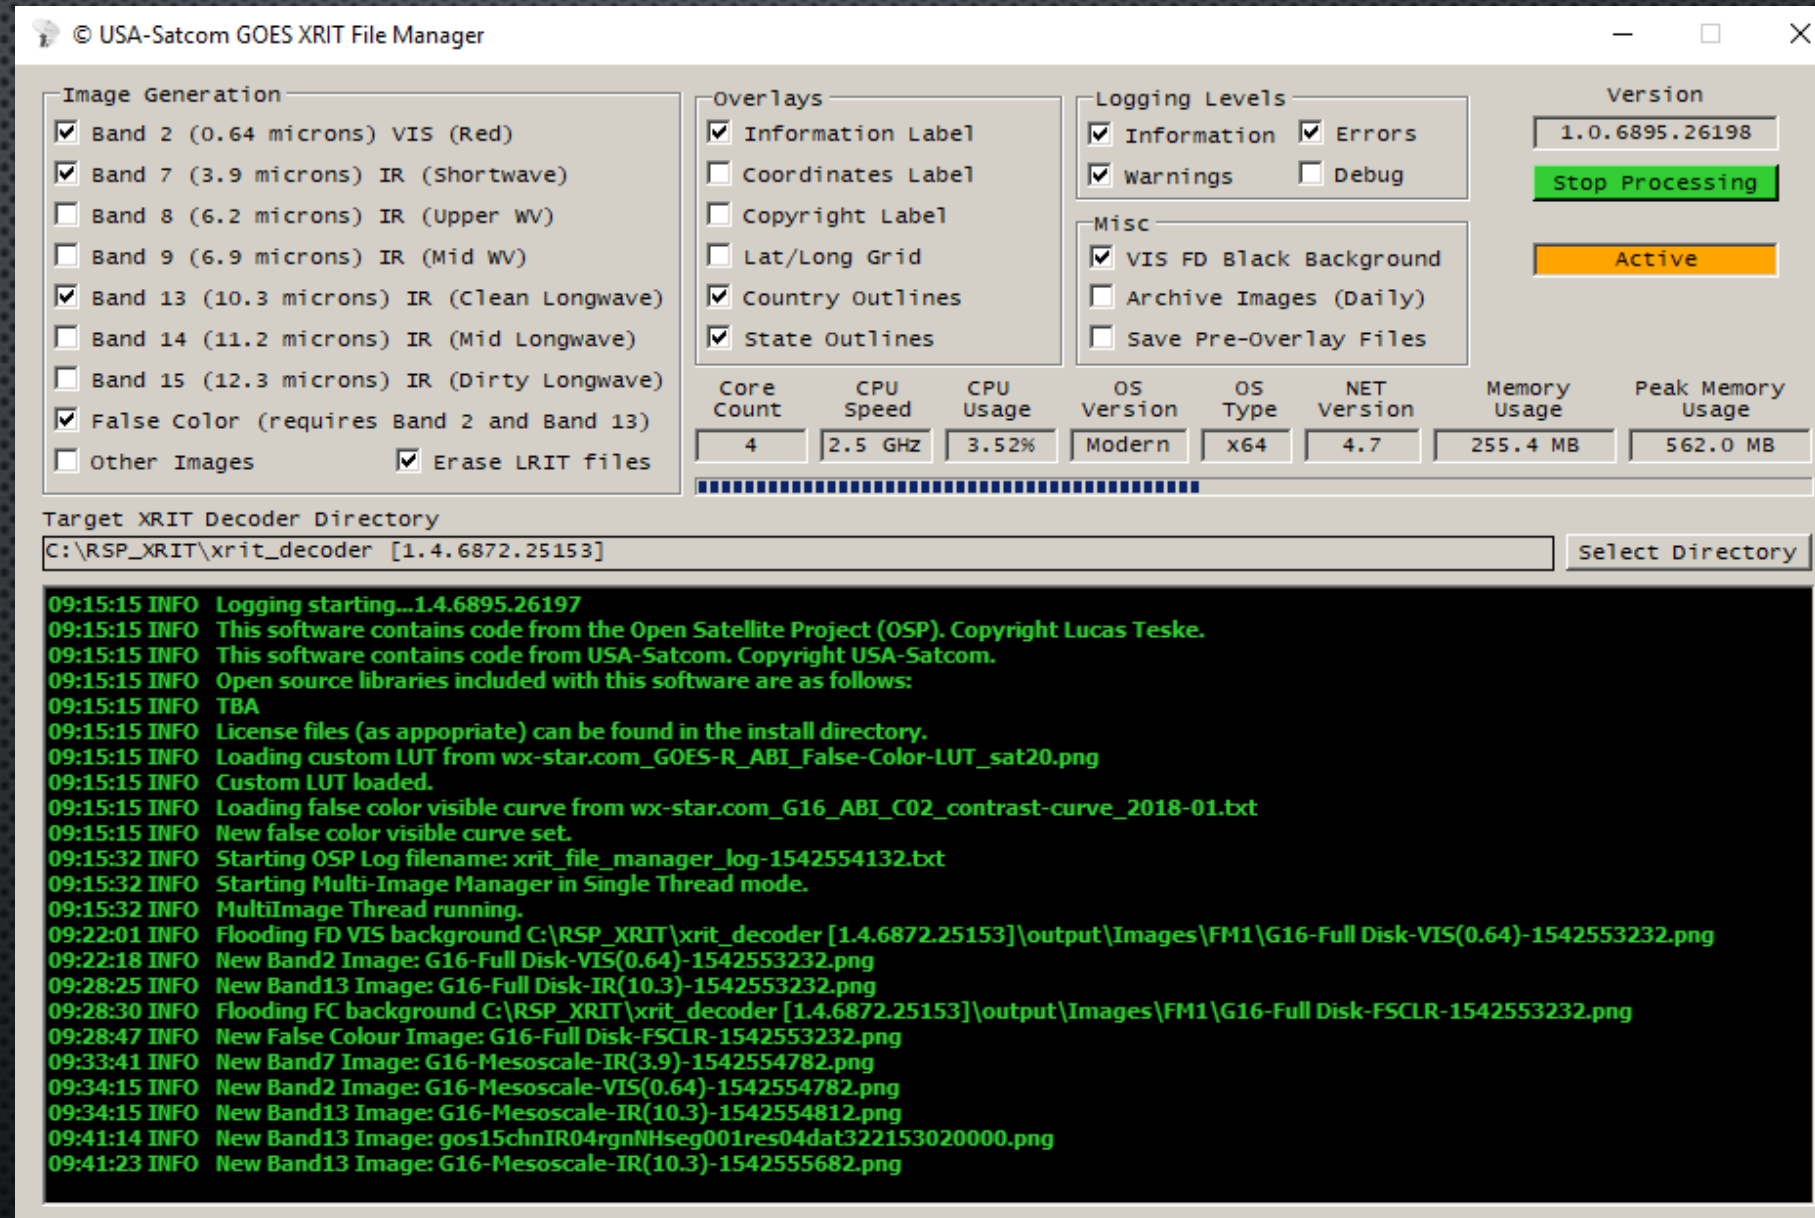 © USA-Satcom GOES XRIT File Manager
Image Generation
Band 2 (0.64 microns) VIS (Red)
Band 7 (3.9 microns) IR (Shortwave)
Band 8 (6.2 microns) IR (Upper WV)
Band 9 (6.9 microns) IR (Mid WV)
Band 13 (10.3 microns) IR (Clean Longwave)
Band 14 (11.2 microns) IR (Mid Longwave)
Band 15 (12.3 microns) IR (Dirty Longwave)
False Color (requires Band 2 and Band 13)
Other Images Erase LRIT files
Overlays
Information Label
Coordinates Label
Copyright Label
Lat/Long Grid
Country Outlines
State Outlines
Logging Levels
Information Errors
Warnings Debug
Misc
VIS FD Black Background
Archive Images (Daily)
Save Pre-Overlay Files
Version
1.0.6895.26198
Stop Processing
Active
Core Count CPU Speed CPU Usage OS Version OS Type NET Version Memory Usage Peak Memory Usage
4 2.5 GHz 3.52% Modern x64 4.7 255.4 MB 562.0 MB
Target XRIT Decoder Directory
C:\RSP_XRIT\xrit_decoder [1.4.6872.25153] Select Directory
09:15:15 INFO Logging starting...1.4.6895.26197
09:15:15 INFO This software contains code from the Open Satellite Project (OSP). Copyright Lucas Teske.
09:15:15 INFO This software contains code from USA-Satcom. Copyright USA-Satcom.
09:15:15 INFO Open source libraries included with this software are as follows:
09:15:15 INFO TBA
09:15:15 INFO License files (as appopriate) can be found in the install directory.
09:15:15 INFO Loading custom LUT from wx-star.com_GOES-R_ABI_False-Color-LUT_sat20.png
09:15:15 INFO Custom LUT loaded.
09:15:15 INFO Loading false color visible curve from wx-star.com_G16_ABI_C02_contrast-curve_2018-01.txt
09:15:15 INFO New false color visible curve set.
09:15:32 INFO Starting OSP Log filename: xrit_file_manager_log-1542554132.txt
09:15:32 INFO Starting Multi-Image Manager in Single Thread mode.
09:15:32 INFO MultiImage Thread running.
09:22:01 INFO Flooding FD VIS background C:\RSP_XRIT\xrit_decoder [1.4.6872.25153]\output\Images\FM1\G16-Full Disk-VIS(0.64)-1542553232.png
09:22:18 INFO New Band2 Image: G16-Full Disk-VIS(0.64)-1542553232.png
09:28:25 INFO New Band13 Image: G16-Full Disk-IR(10.3)-1542553232.png
09:28:30 INFO Flooding FC background C:\RSP_XRIT\xrit_decoder [1.4.6872.25153]\output\Images\FM1\G16-Full Disk-FSCLR-1542553232.png
09:28:47 INFO New False Colour Image: G16-Full Disk-FSCLR-1542553232.png
09:33:41 INFO New Band7 Image: G16-Mesoscale-IR(3.9)-1542554782.png
09:34:15 INFO New Band2 Image: G16-Mesoscale-VIS(0.64)-1542554782.png
09:34:15 INFO New Band13 Image: G16-Mesoscale-IR(10.3)-1542554812.png
09:41:14 INFO New Band13 Image: gos15chnIR04rgnNHseg001res04dat322153020000.png
09:41:23 INFO New Band13 Image: G16-Mesoscale-IR(10.3)-1542555682.png